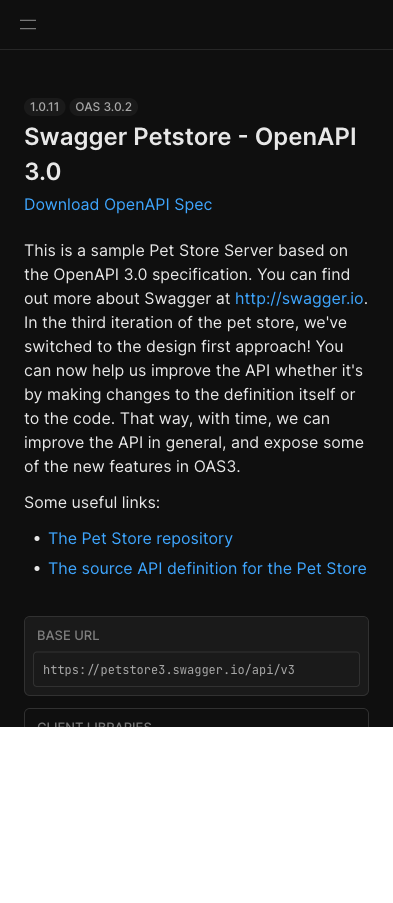 1.0.11 OAS 3.0.2
Swagger Petstore - OpenAPI
3.0
Download OpenAPI Spec
This is a sample Pet Store Server based on
the OpenAPI 3.0 specification. You can find
out more about Swagger at http://swagger.io.
In the third iteration of the pet store, we've
switched to the design first approach! You
can now help us improve the API whether it's
by making changes to the definition itself or
to the code. That way, with time, we can
improve the API in general, and expose some
of the new features in OAS3.
Some useful links:
• The Pet Store repository
• The source API definition for the Pet Store
BASE URL
https://petstore3.swagger.io/api/v3
CLIENT LIBRARIES